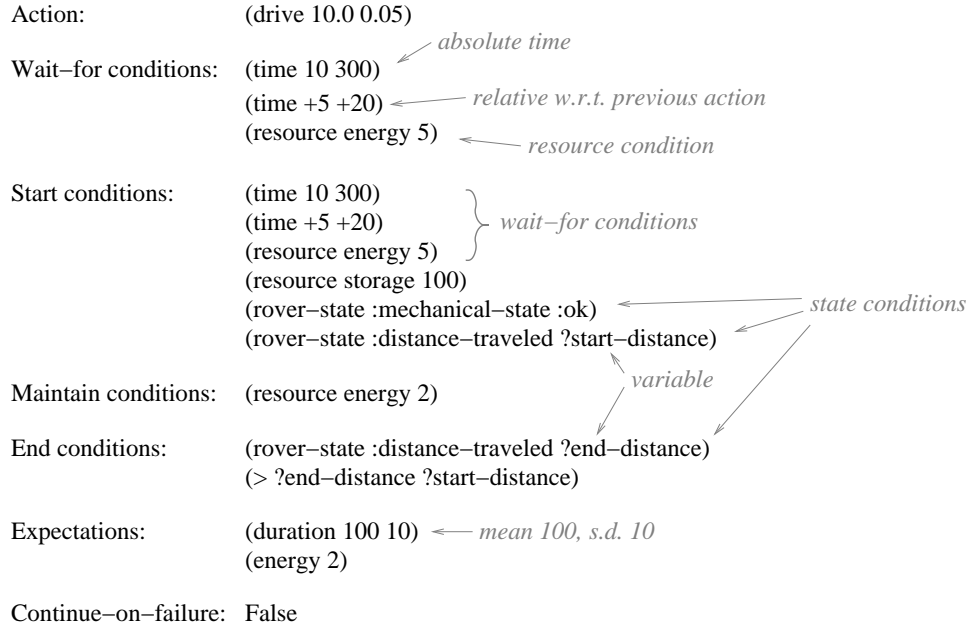 Action: (drive 10.0 0.05)
absolute time
Wait−for conditions: (time 10 300)
(time +5 +20) relative w.r.t. previous action
(resource energy 5)
resource condition
Start conditions: (time 10 300)
(time +5 +20) wait−for conditions
(resource energy 5)
(resource storage 100)
(rover−state :mechanical−state :ok) state conditions
(rover−state :distance−traveled ?start−distance)
variable
Maintain conditions: (resource energy 2)
End conditions: (rover−state :distance−traveled ?end−distance)
(> ?end−distance ?start−distance)
Expectations: (duration 100 10) mean 100, s.d. 10
(energy 2)
Continue−on−failure: False